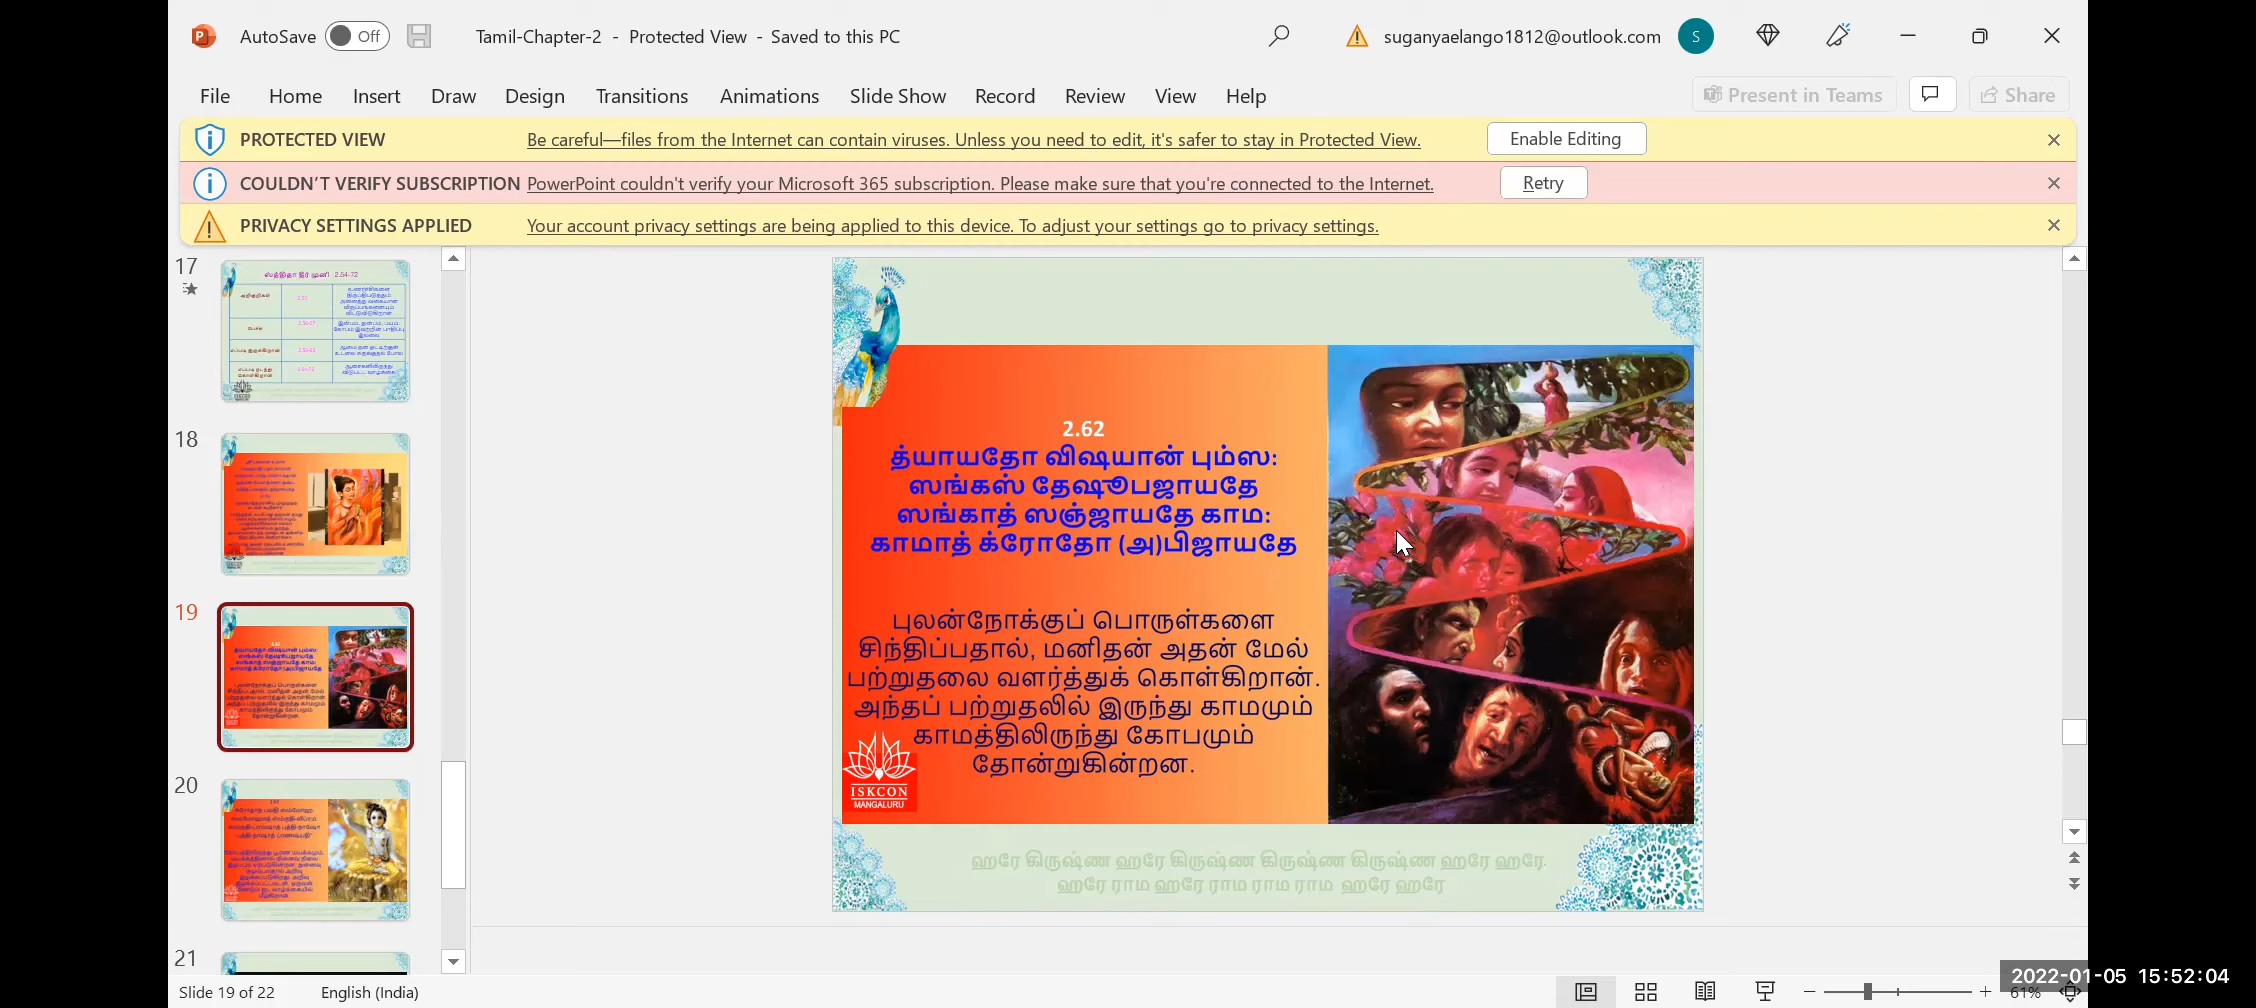 AutoSave Off Tamil-Chapter-2 - Protected View - Saved to this PC suganyaelango1812@outlook.com S
File Home Insert Draw Design Transitions Animations Slide Show Record Review View Help Present in Teams Share
PROTECTED VIEW Be careful—files from the Internet can contain viruses. Unless you need to edit, it's safer to stay in Protected View. Enable Editing
COULDN'T VERIFY SUBSCRIPTION PowerPoint couldn't verify your Microsoft 365 subscription. Please make sure that you're connected to the Internet. Retry
PRIVACY SETTINGS APPLIED Your account privacy settings are being applied to this device. To adjust your settings go to privacy settings.
17
18
19
20
21
2.62
த்யாயதோ விஷயான் பும்ஸ:
ஸங்கஸ் தேஷூபஜாயதே
ஸங்காத் ஸஞ்ஜாயதே காம:
காமாத் க்ரோதோ (அ)பிஜாயதே
புலன்நோக்குப் பொருள்களை
சிந்திப்பதால், மனிதன் அதன் மேல்
பற்றுதலை வளர்த்துக் கொள்கிறான்.
அந்தப் பற்றுதலில் இருந்து காமமும்
காமத்திலிருந்து கோபமும்
தோன்றுகின்றன.
ISKCON
MANGALURU
ஹரே கிருஷ்ண ஹரே கிருஷ்ண கிருஷ்ண கிருஷ்ண ஹரே ஹரே.
ஹரே ராம ஹரே ராம ராம ராம ஹரே ஹரே
Slide 19 of 22 English (India) 61%
2022-01-05 15:52:04